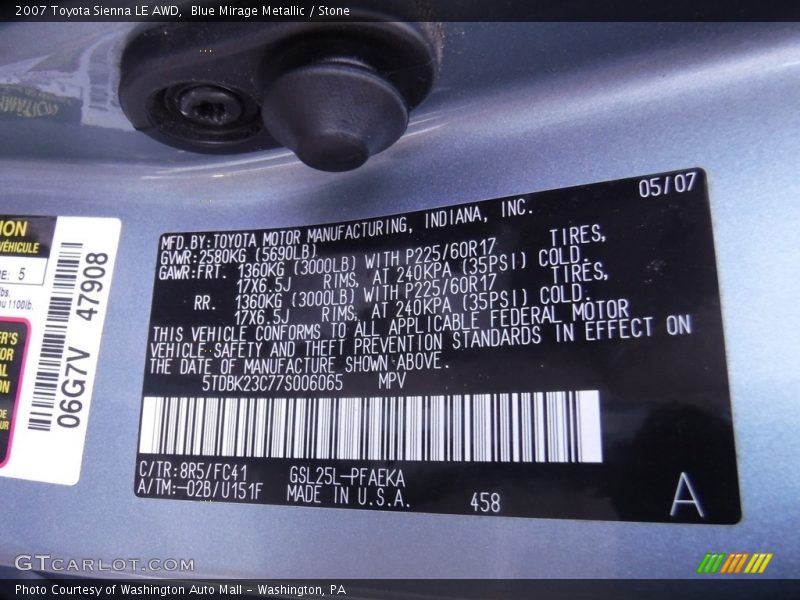 2007 Toyota Sienna LE AWD,  Blue Mirage Metallic / Stone
05/07
MFD.BY:TOYOTA MOTOR MANUFACTURING, INDIANA, INC.
GVWR:2580KG (5690LB)
GAWR:FRT. 1360KG (3000LB) WITH P225/60R17 TIRES,
17X6.5J RIMS, AT 240KPA (35PSI) COLD.
RR. 1360KG (3000LB) WITH P225/60R17 TIRES,
17X6.5J RIMS, AT 240KPA (35PSI) COLD.
THIS VEHICLE CONFORMS TO ALL APPLICABLE FEDERAL MOTOR
VEHICLE SAFETY AND THEFT PREVENTION STANDARDS IN EFFECT ON
THE DATE OF MANUFACTURE SHOWN ABOVE.
5TDBK23C77S006065 MPV
C/TR:8R5/FC41 GSL25L-PFAEKA
A/TM:-02B/U151F MADE IN U.S.A. 458 A
ION
VÉHICULE
5
1100lb.
06G7V 47908
GTCARLOT.COM
Photo Courtesy of Washington Auto Mall - Washington, PA